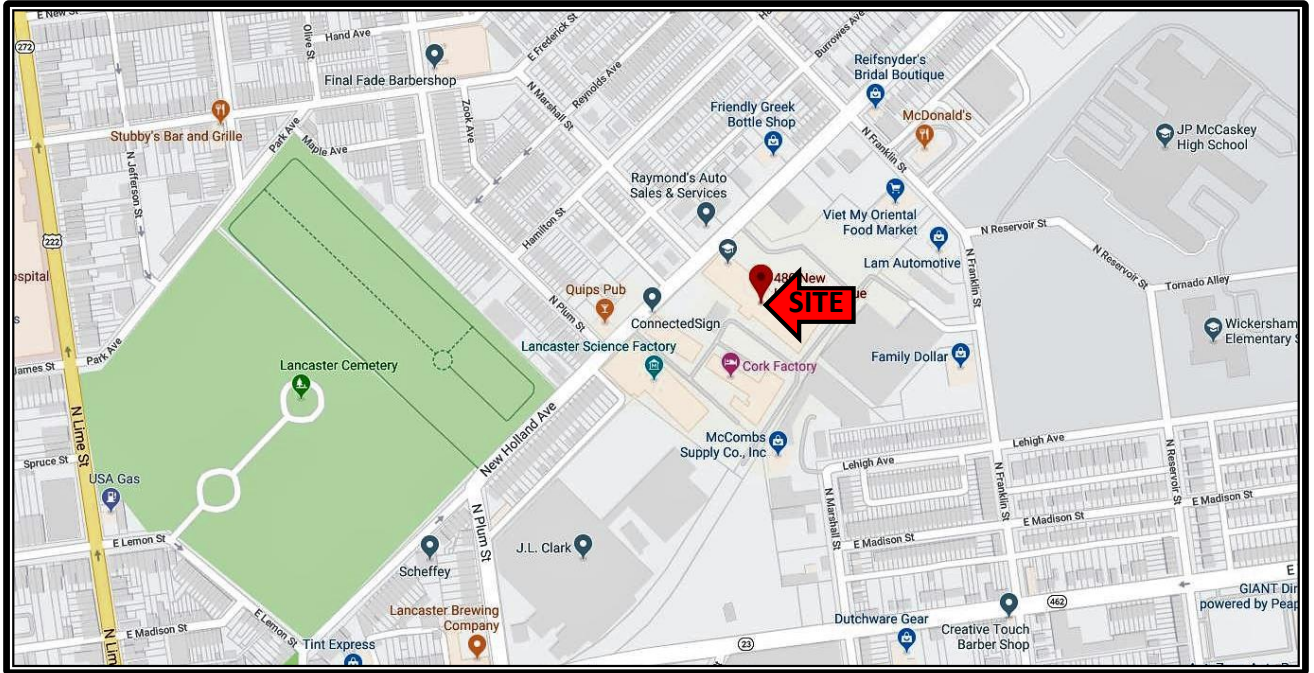 E New St
272
Olive St
Hand Ave
Final Fade Barbershop
E Frederick St
Burrowes Ave
Reifsnyder's
Bridal Boutique
McDonald's
Stubby's Bar and Grille
Park Ave
Maple Ave
Zook Ave
N Marshall St
Reynolds Ave
Friendly Greek
Bottle Shop
N Franklin St
JP McCaskey
High School
N Jefferson St
Raymond's Auto
Sales & Services
Viet My Oriental
Food Market
N Reservoir St
222
Hamilton St
Lam Automotive
N Franklin St
N Reservoir St
Tornado Alley
Quips Pub
N Plum St
ConnectedSign
New
SITE
Lancaster Science Factory
Cork Factory
Family Dollar
Wickersham
Elementary
James St
Park Ave
Lancaster Cemetery
N Lime St
New Holland Ave
McCombs
Supply Co., Inc
Lehigh Ave
Lehigh Ave
Spruce St
USA Gas
N Plum St
N Marshall St
N Franklin St
N Reservoir St
E Madison St
E Madison St
E Lemon St
Scheffey
J.L. Clark
E Lemon St
E Madison St
N Lim
Tint Express
Lancaster Brewing
Company
23
462
Dutchware Gear
Creative Touch
Barber Shop
E
GIANT Dir
powered by Peap